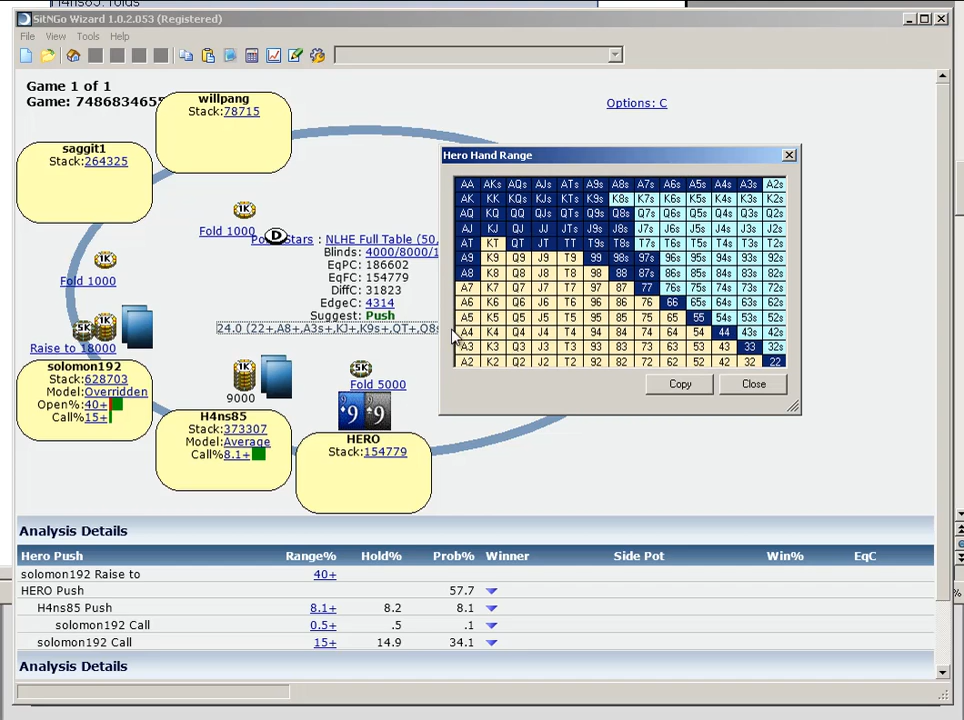 H4ns85: folds
SitNGo Wizard 1.0.2.053 (Registered)
File View Tools Help
Game 1 of 1
Game: 7486834655
Options: C
willpang
Stack:78715
saggit1
Stack:264325
Fold 1000
D
Fold 1000
Raise to 18000
solomon192
Stack:628703
Model:Overridden
Open%:40+
Call%15+
Stars : NLHE Full Table (50,
Blinds: 4000/8000/1
EqPC: 186602
EqFC: 154779
DiffC: 31823
EdgeC: 4314
Suggest: Push
24.0 (22+,A8+,A3s+,KJ+,K9s+,QT+,Q8s
9000
H4ns85
Stack:373307
Model:Average
Call%8.1+
Fold 5000
9 9
HERO
Stack:154779
Hero Hand Range
AA AKs AQs AJs ATs A9s A8s A7s A6s A5s A4s A3s A2s
AK KK KQs KJs KTs K9s K8s K7s K6s K5s K4s K3s K2s
AQ KQ QQ QJs QTs Q9s Q8s Q7s Q6s Q5s Q4s Q3s Q2s
AJ KJ QJ JJ JTs J9s J8s J7s J6s J5s J4s J3s J2s
AT KT QT JT TT T9s T8s T7s T6s T5s T4s T3s T2s
A9 K9 Q9 J9 T9 99 98s 97s 96s 95s 94s 93s 92s
A8 K8 Q8 J8 T8 98 88 87s 86s 85s 84s 83s 82s
A7 K7 Q7 J7 T7 97 87 77 76s 75s 74s 73s 72s
A6 K6 Q6 J6 T6 96 86 76 66 65s 64s 63s 62s
A5 K5 Q5 J5 T5 95 85 75 65 55 54s 53s 52s
A4 K4 Q4 J4 T4 94 84 74 64 54 44 43s 42s
A3 K3 Q3 J3 T3 93 83 73 63 53 43 33 32s
A2 K2 Q2 J2 T2 92 82 72 62 52 42 32 22
Copy Close
Analysis Details
Hero Push Range% Hold% Prob% Winner Side Pot Win% EqC
solomon192 Raise to 40+
HERO Push 57.7
H4ns85 Push 8.1+ 8.2 8.1
solomon192 Call 0.5+ .5 .1
solomon192 Call 15+ 14.9 34.1
Analysis Details